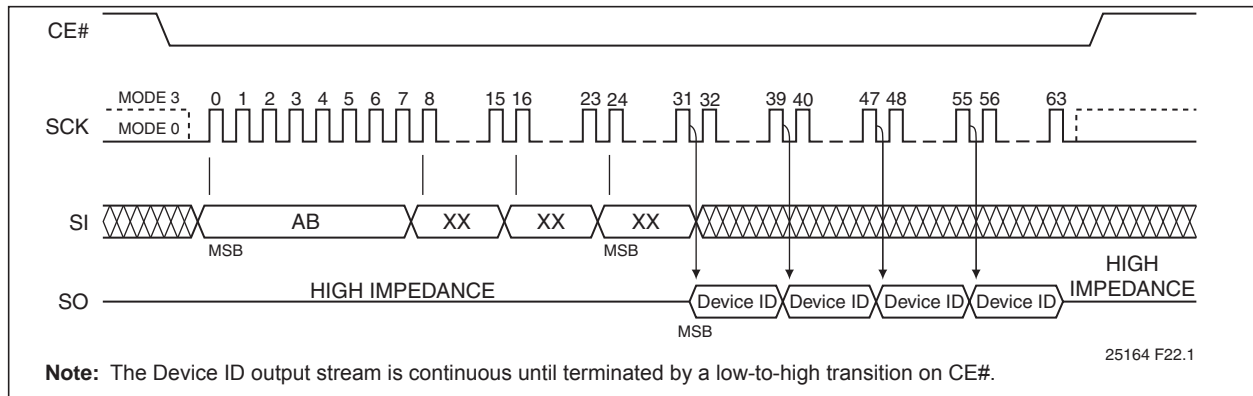 CE#
MODE 3
0 1 2 3 4 5 6 7 8 15 16 23 24 31 32 39 40 47 48 55 56 63
SCK
MODE 0
SI
AB
XX
XX
XX
MSB
MSB
HIGH
IMPEDANCE
SO
HIGH IMPEDANCE
Device ID
Device ID
Device ID
Device ID
MSB
25164 F22.1
Note: The Device ID output stream is continuous until terminated by a low-to-high transition on CE#.